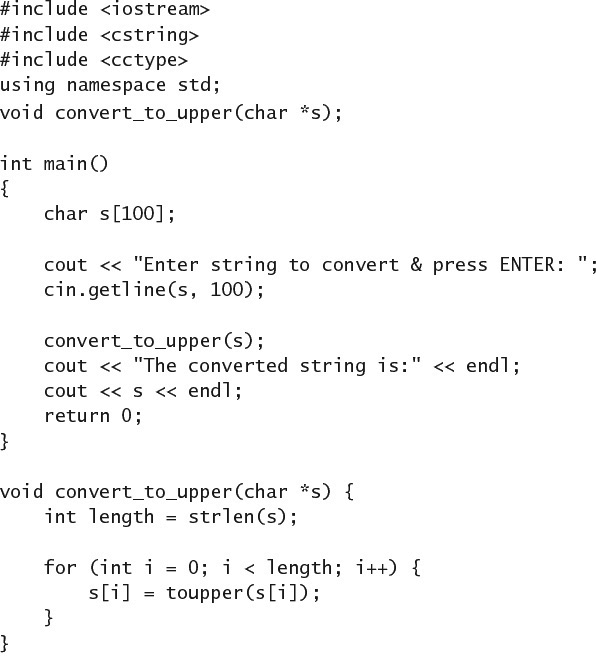 #include <iostream>
#include <cstring>
#include <cctype>
using namespace std;
void convert_to_upper(char *s);

int main()
{
    char s[100];

    cout << "Enter string to convert & press ENTER: ";
    cin.getline(s, 100);

    convert_to_upper(s);
    cout << "The converted string is:" << endl;
    cout << s << endl;
    return 0;
}

void convert_to_upper(char *s) {
    int length = strlen(s);

    for (int i = 0; i < length; i++) {
        s[i] = toupper(s[i]);
    }
}